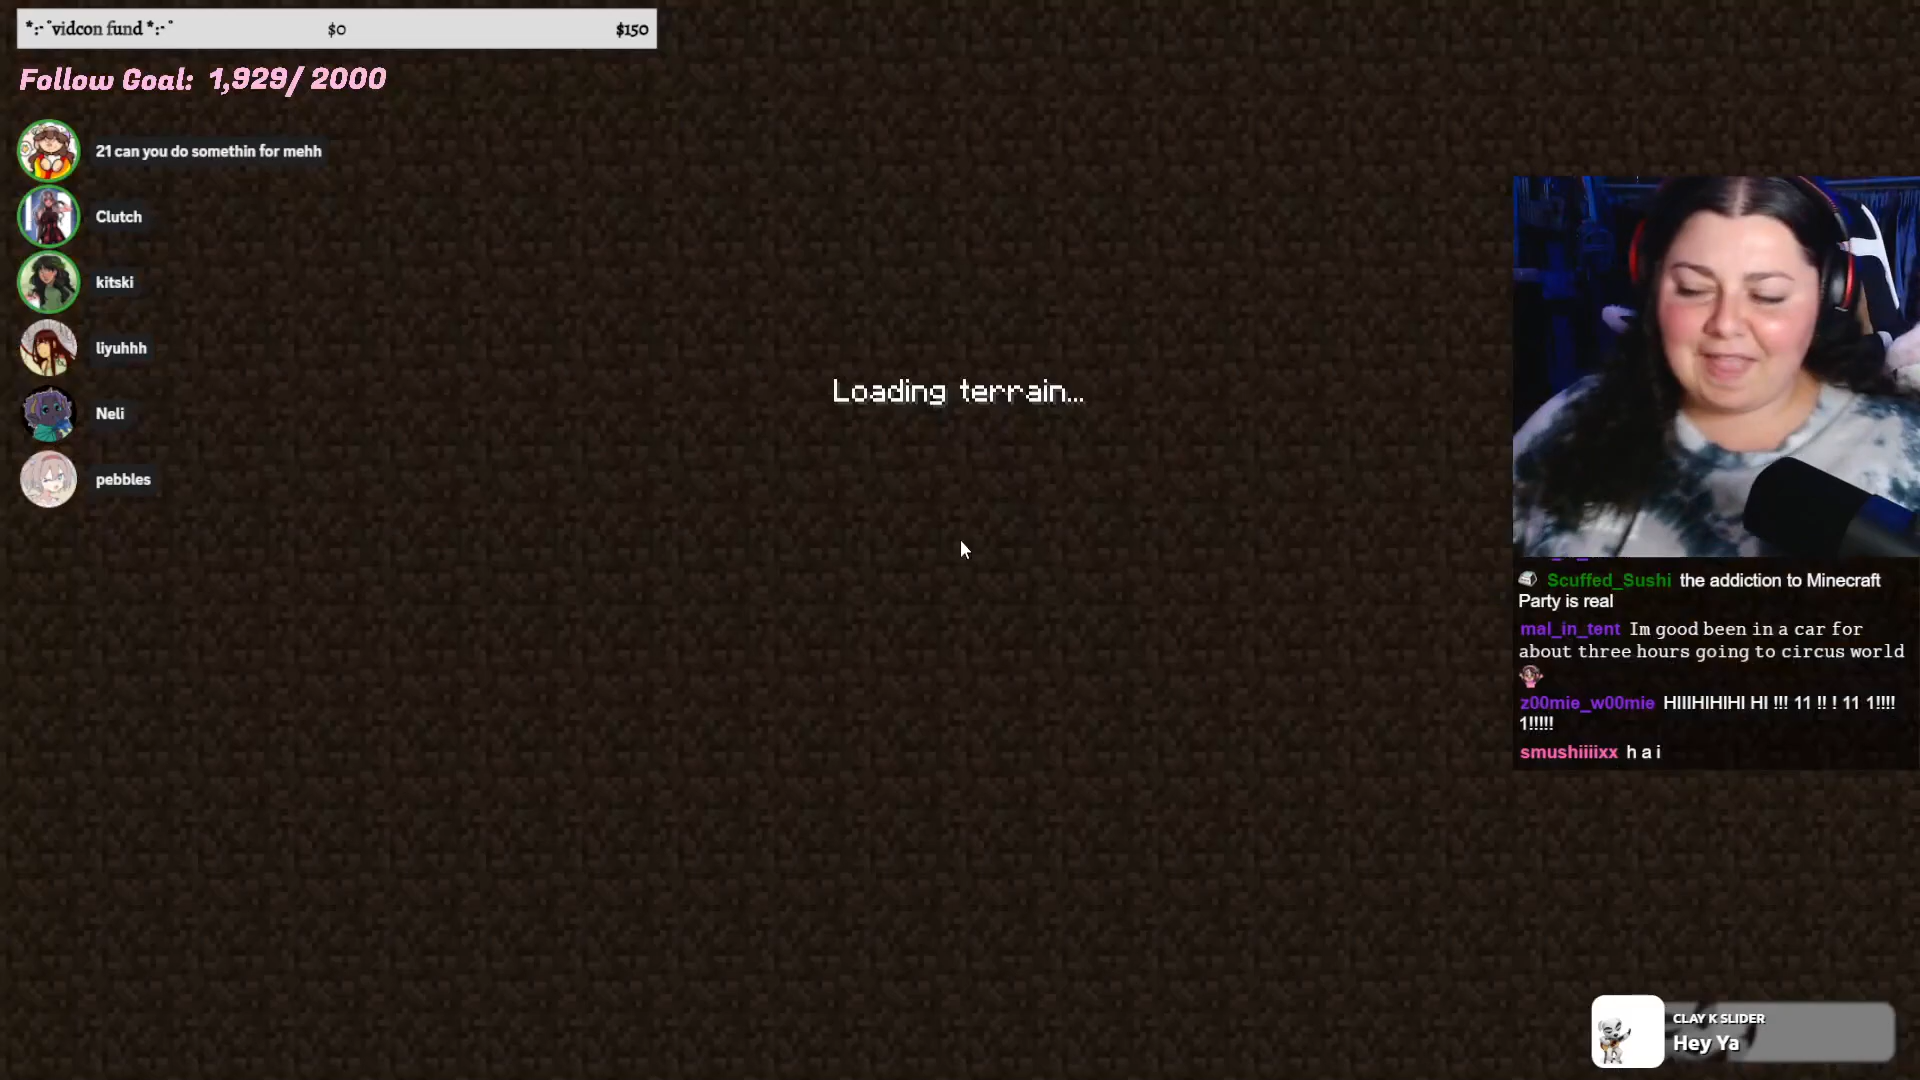 *:·˚vidcon fund *:·˚ $0 $150
Follow Goal: 1,929/ 2000
21 can you do somethin for mehh
Clutch
kitski
liyuhhh
Neli
pebbles
Loading terrain...
Scuffed_Sushi the addiction to Minecraft
Party is real
mal_in_tent Im good been in a car for
about three hours going to circus world
z00mie_w00mie HIIIHIHIHI HI !!! 11 !! ! 11 1!!!!
1!!!!!
smushiiiixx h a i
CLAY K SLIDER
Hey Ya